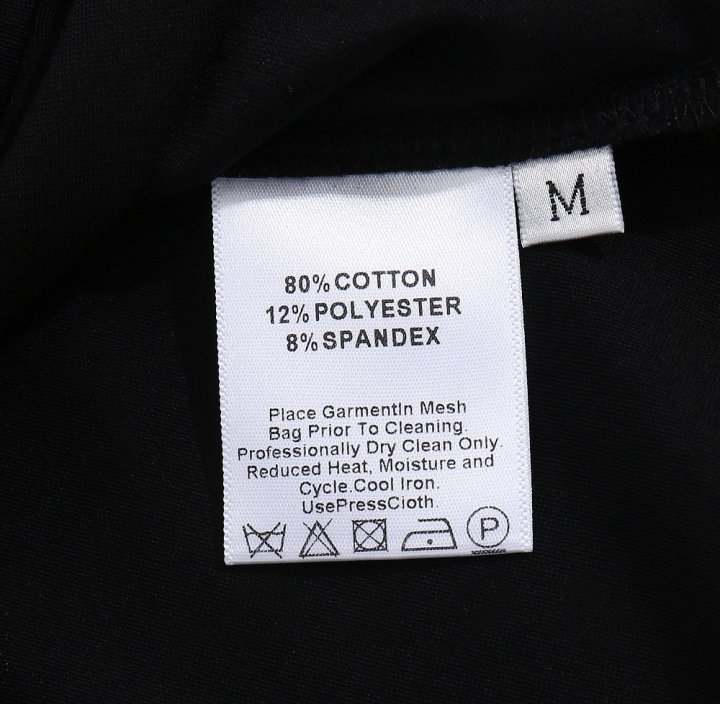 M
80% COTTON
12% POLYESTER
8% SPANDEX
Place GarmentIn Mesh
Bag Prior To Cleaning.
Professionally Dry Clean Only.
Reduced Heat, Moisture and
Cycle.Cool Iron.
UsePressCloth.
P